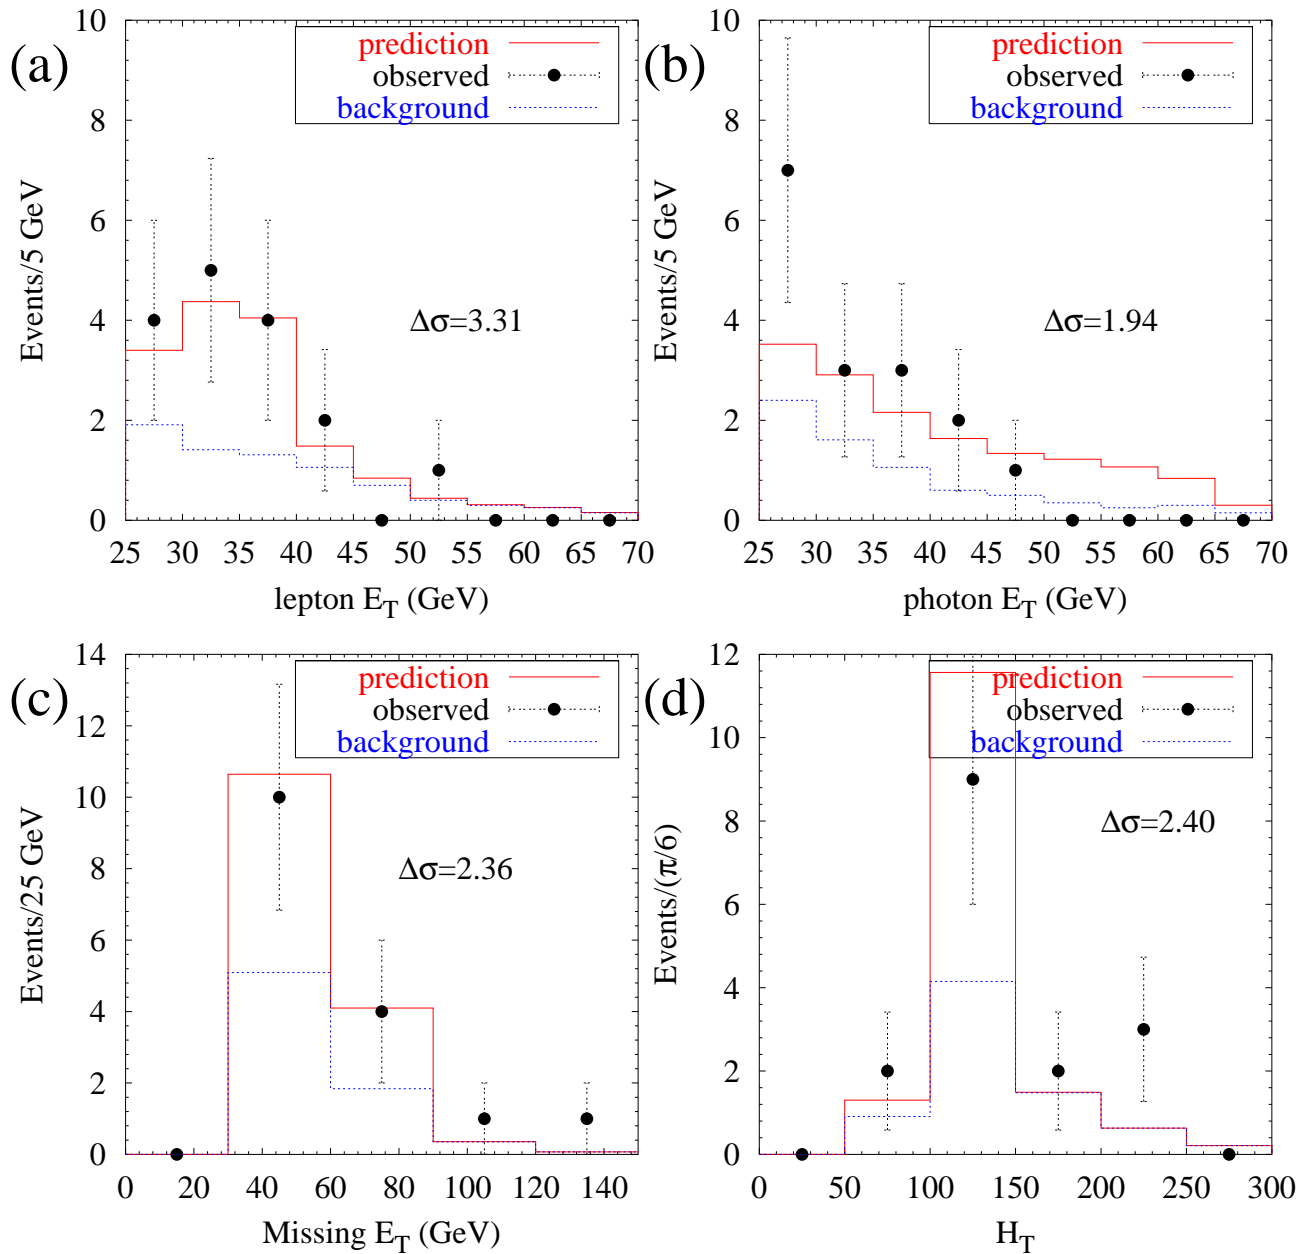 (a)
10
8
6
4
2
0
Events/5 GeV
prediction
observed
background
Δσ=3.31
25 30 35 40 45 50 55 60 65 70
lepton E_T (GeV)
(b)
10
8
6
4
2
0
Events/5 GeV
prediction
observed
background
Δσ=1.94
25 30 35 40 45 50 55 60 65 70
photon E_T (GeV)
(c)
14
12
10
8
6
4
2
0
Events/25 GeV
prediction
observed
background
Δσ=2.36
0 20 40 60 80 100 120 140
Missing E_T (GeV)
(d)
12
10
8
6
4
2
0
Events/(π/6)
prediction
observed
background
Δσ=2.40
0 50 100 150 200 250 300
H_T